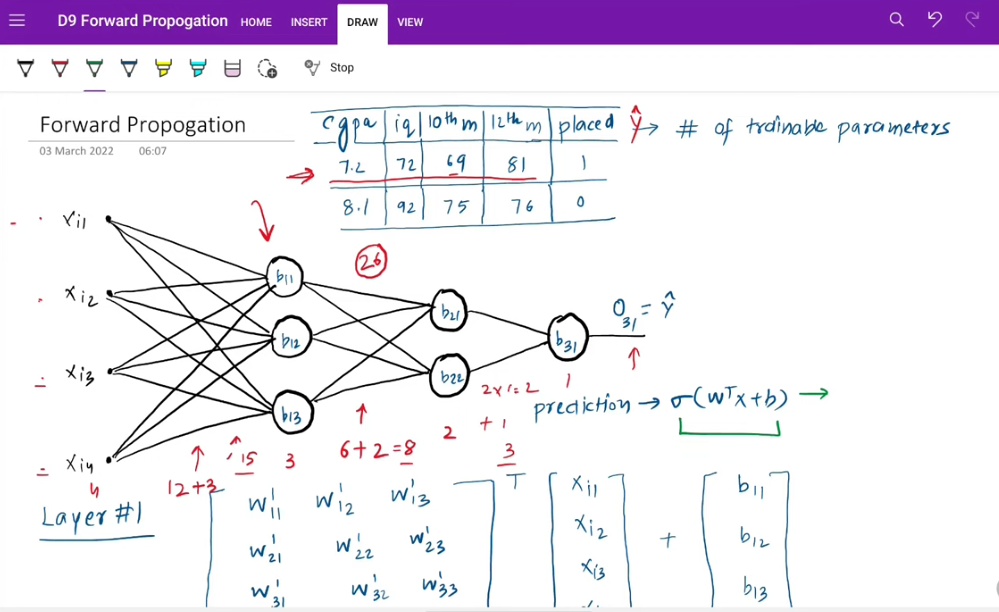 D9 Forward Propogation HOME INSERT DRAW VIEW
Stop
Forward Propogation
03 March 2022 06:07
cgpa iq 10th m 12th m placed
7.2 72 69 81 1
8.1 92 75 76 0
Ŷ → # of trainable parameters
xi1
xi2
xi3
xi4
4
b11
b12
b13
26
b21
b22
b31
O31 = Ŷ
12+3
15
3
6+2=8
2
2x1=2
+1
3
1
prediction → σ(wᵀx+b) →
Layer #1
w¹11 w¹12 w¹13
w¹21 w¹22 w¹23
w¹31 w¹32 w¹33
T
xi1
xi2
xi3
+
b11
b12
b13